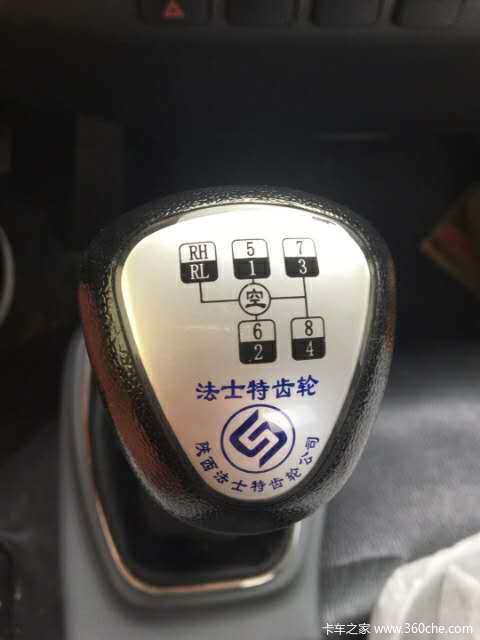 RH 5 7
RL 1 3
空
6 8
2 4
法士特齿轮
陕西法士特齿轮公司
卡车之家 www.360che.com